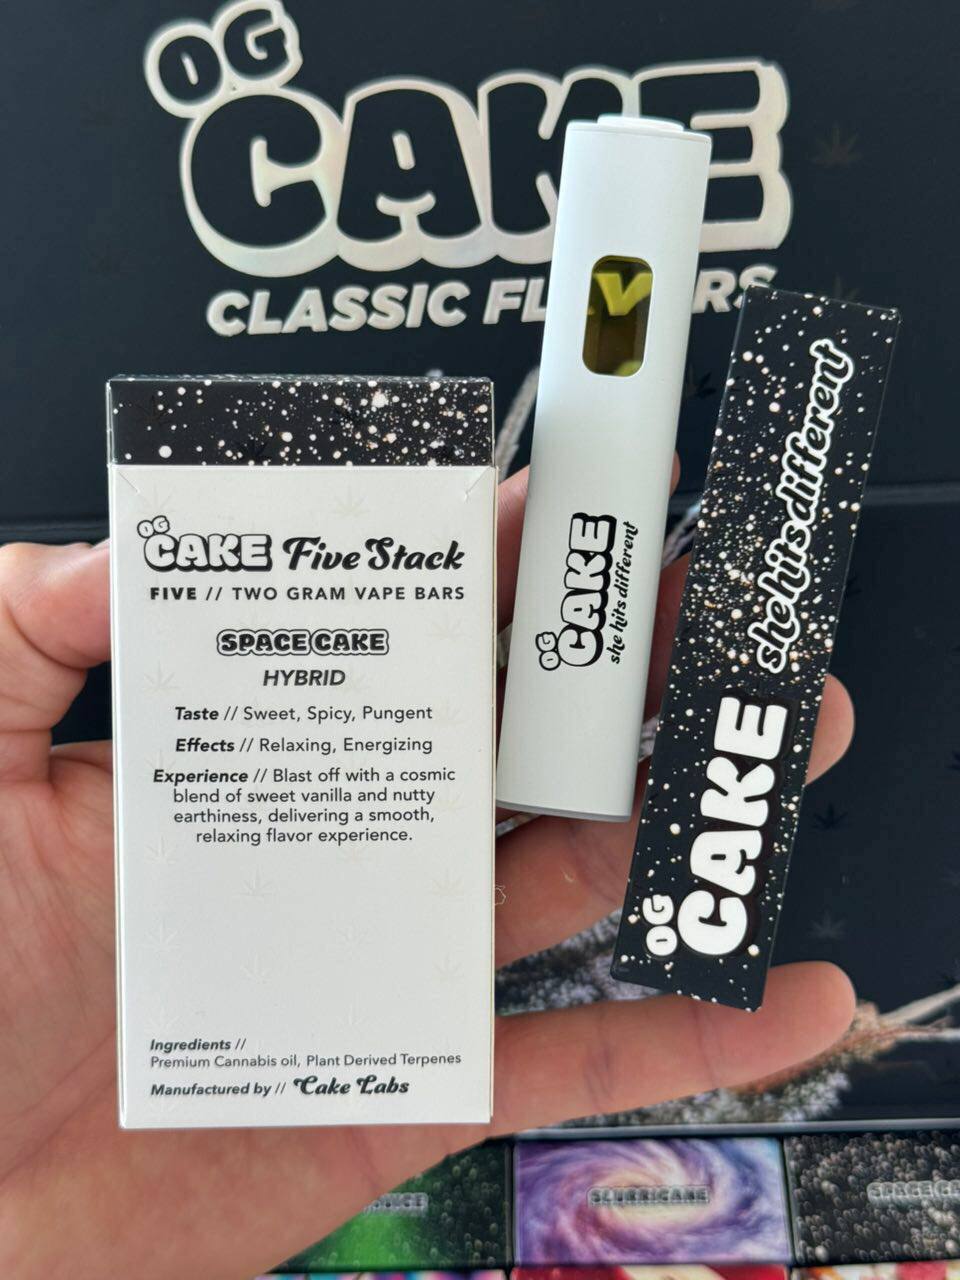 OG
CAKE
CLASSIC
OG
CAKE Five Stack
FIVE // TWO GRAM VAPE BARS
SPACE CAKE
HYBRID
Taste // Sweet, Spicy, Pungent
Effects // Relaxing, Energizing
Experience // Blast off with a cosmic
blend of sweet vanilla and nutty
earthiness, delivering a smooth,
relaxing flavor experience.
Ingredients //
Premium Cannabis oil, Plant Derived Terpenes
Manufactured by // Cake Labs
OG
CAKE
she hits different
OG
CAKE
she hits different
SLURRICANE
SPACE